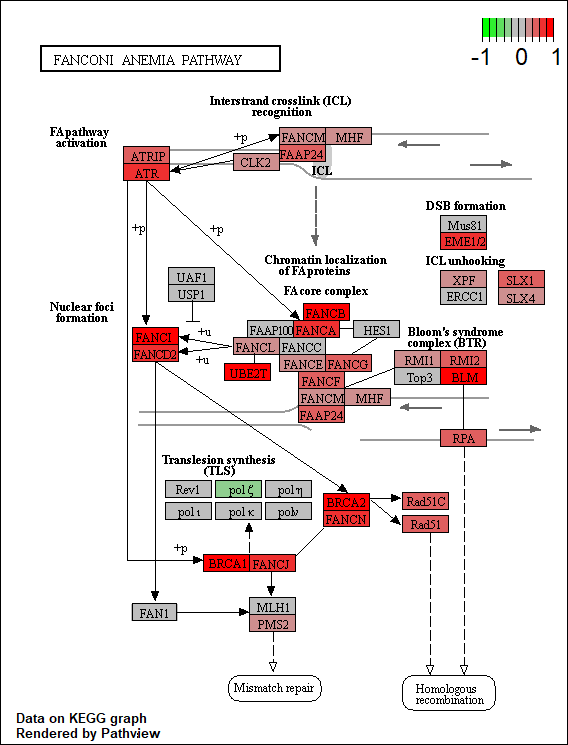 FANCONI ANEMIA PATHWAY
-1 0 1
Interstrand crosslink (ICL)
recognition
FA pathway
activation
+p
FANCM MHF
FAAP24
ATRIP
ATR
CLK2
ICL
DSB formation
Mus81
EME1/2
+p
+p
Chromatin localization
of FA proteins
FA core complex
ICL unhooking
XPF SLX1
ERCC1 SLX4
UAF1
USP1
Nuclear foci
formation
FANCB
FAAP100 FANCA HES1
Bloom's syndrome
complex (BTR)
FANCI
FANCD2
+u
+u
FANCL FANCC
FANCE FANCG
RMI1 RMI2
Top3 BLM
UBE2T
FANCF
FANCM MHF
FAAP24
RPA
Translesion synthesis
(TLS)
Rev1 pol ζ pol η
pol ι pol κ polν
BRCA2
FANCN
Rad51C
Rad51
+p
BRCA1 FANCJ
FAN1
MLH1
PMS2
Mismatch repair
Homologous
recombination
Data on KEGG graph
Rendered by Pathview